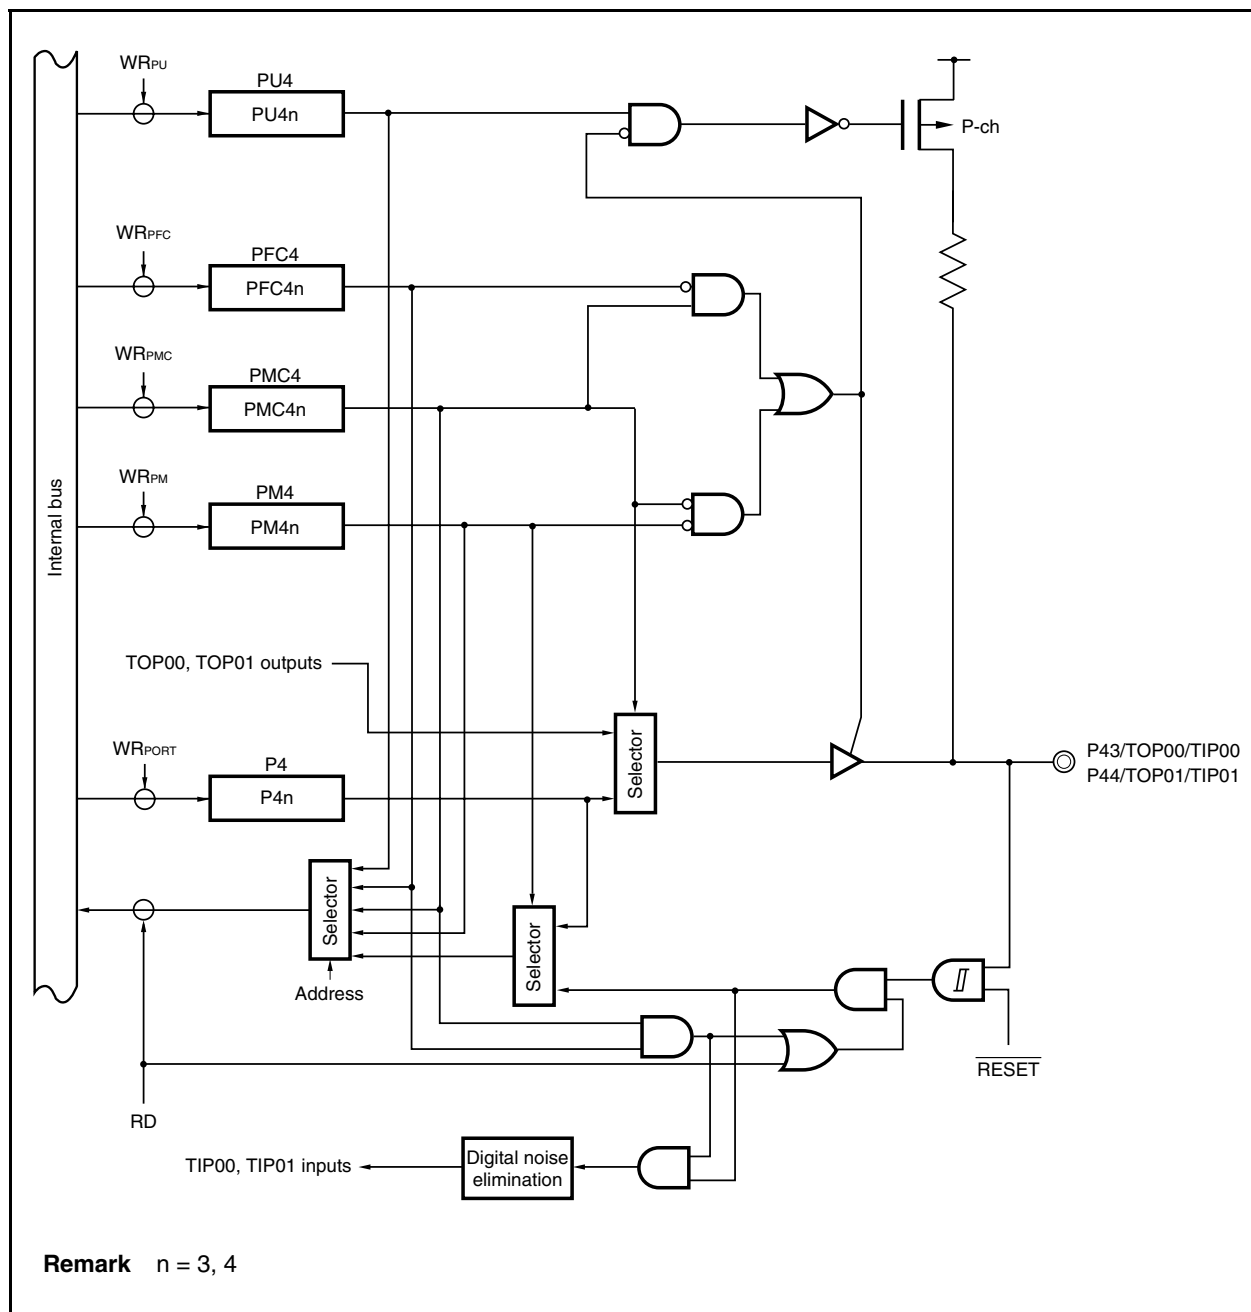 WRPU
PU4
PU4n
P-ch
WRPFC
PFC4
PFC4n
WRPMC
PMC4
PMC4n
WRPM
PM4
PM4n
Internal bus
TOP00, TOP01 outputs
WRPORT
P4
P4n
Selector
P43/TOP00/TIP00
P44/TOP01/TIP01
Selector
Selector
Address
RESET
RD
TIP00, TIP01 inputs
Digital noise
elimination
Remark n = 3, 4